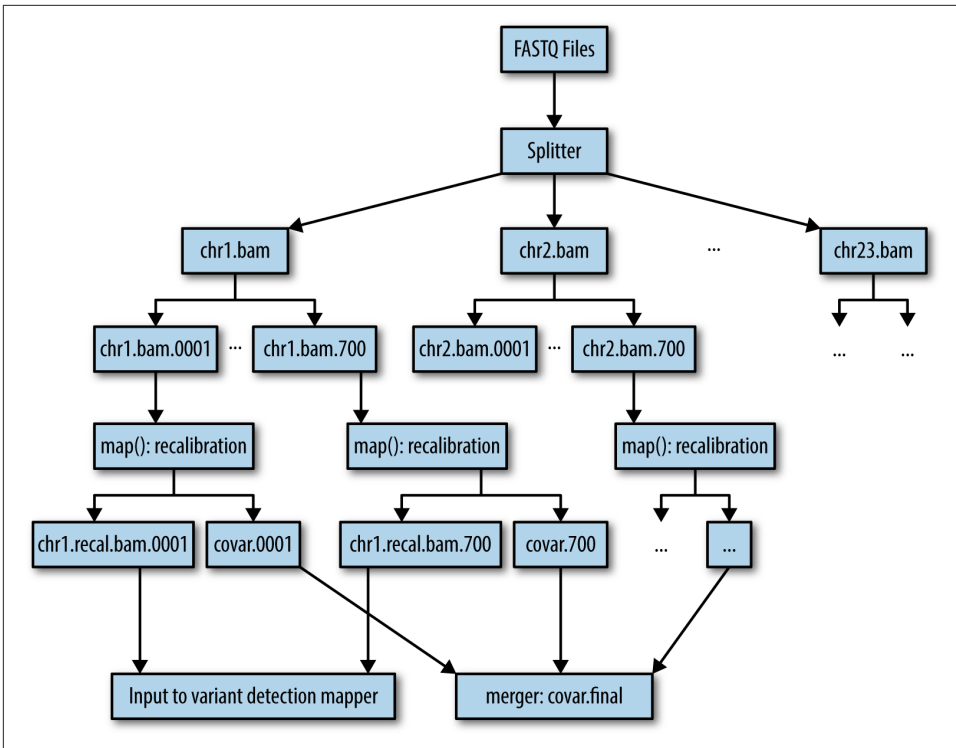 FASTQ Files
Splitter
chr1.bam
chr2.bam
...
chr23.bam
chr1.bam.0001
...
chr1.bam.700
chr2.bam.0001
...
chr2.bam.700
...
...
map(): recalibration
map(): recalibration
map(): recalibration
chr1.recal.bam.0001
covar.0001
chr1.recal.bam.700
covar.700
...
...
Input to variant detection mapper
merger: covar.final